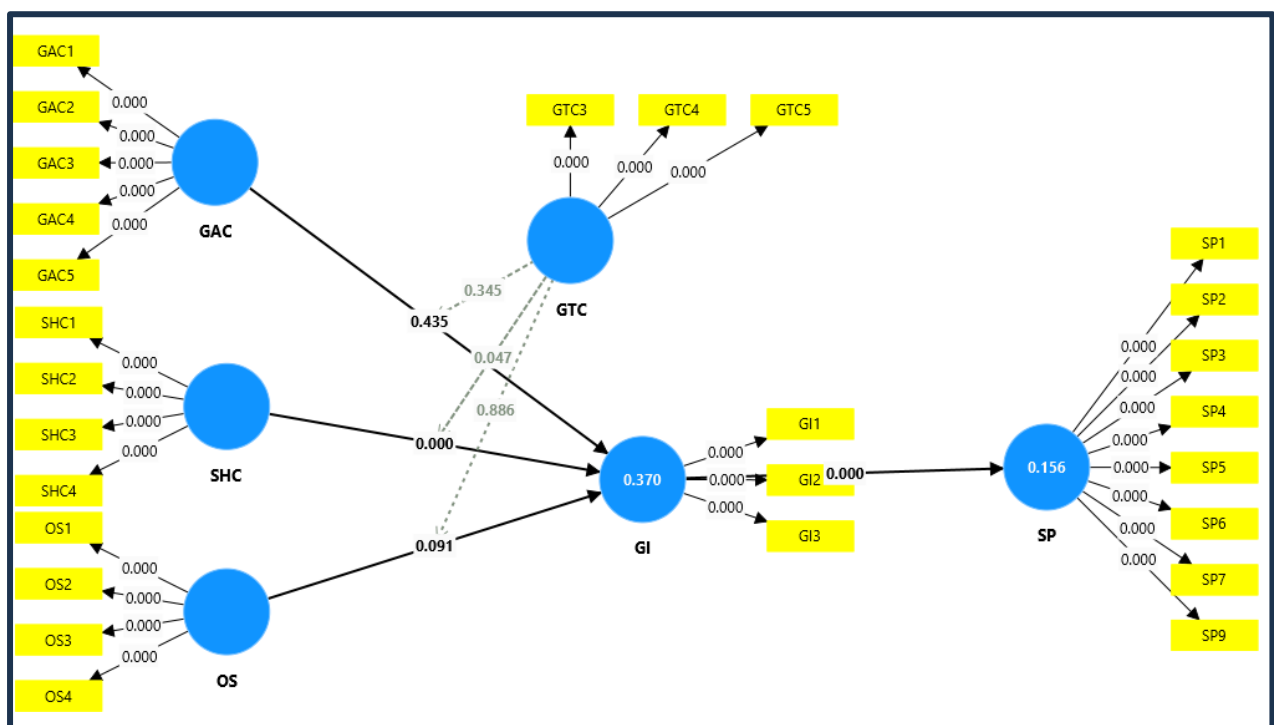 GAC1
GAC2
GAC3
GAC4
GAC5
0.000
0.000
0.000
0.000
0.000
GAC
SHC1
SHC2
SHC3
SHC4
0.000
0.000
0.000
0.000
SHC
OS1
OS2
OS3
OS4
0.000
0.000
0.000
0.000
OS
GTC3
GTC4
GTC5
0.000
0.000
0.000
GTC
0.345
0.435
0.047
0.886
0.000
0.091
0.370
GI
GI1
GI2
GI3
0.000
0.000
0.000
0.000
0.156
SP
SP1
SP2
SP3
SP4
SP5
SP6
SP7
SP9
0.000
0.000
0.000
0.000
0.000
0.000
0.000
0.000